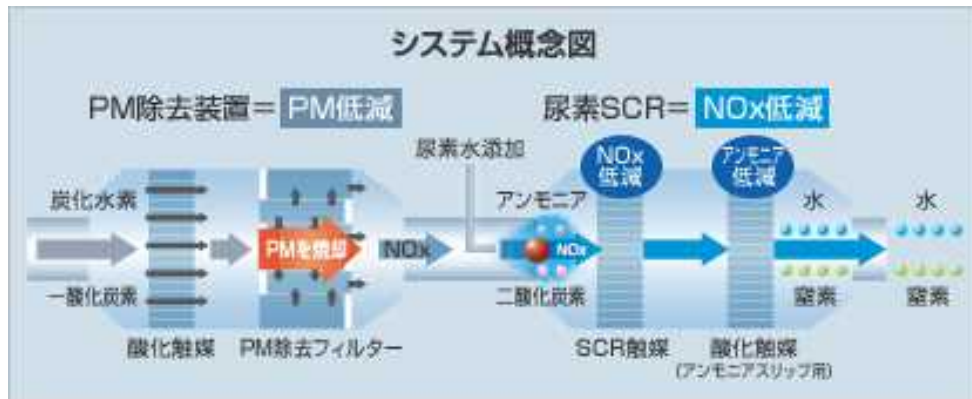 システム概念図
PM除去装置＝PM低減
尿素SCR＝NOx低減
尿素水添加
NOx低減
アンモニア低減
炭化水素
アンモニア
水
水
PMを焼却
NOx
NOx
一酸化炭素
二酸化炭素
窒素
窒素
酸化触媒
PM除去フィルター
SCR触媒
酸化触媒
(アンモニアスリップ用)